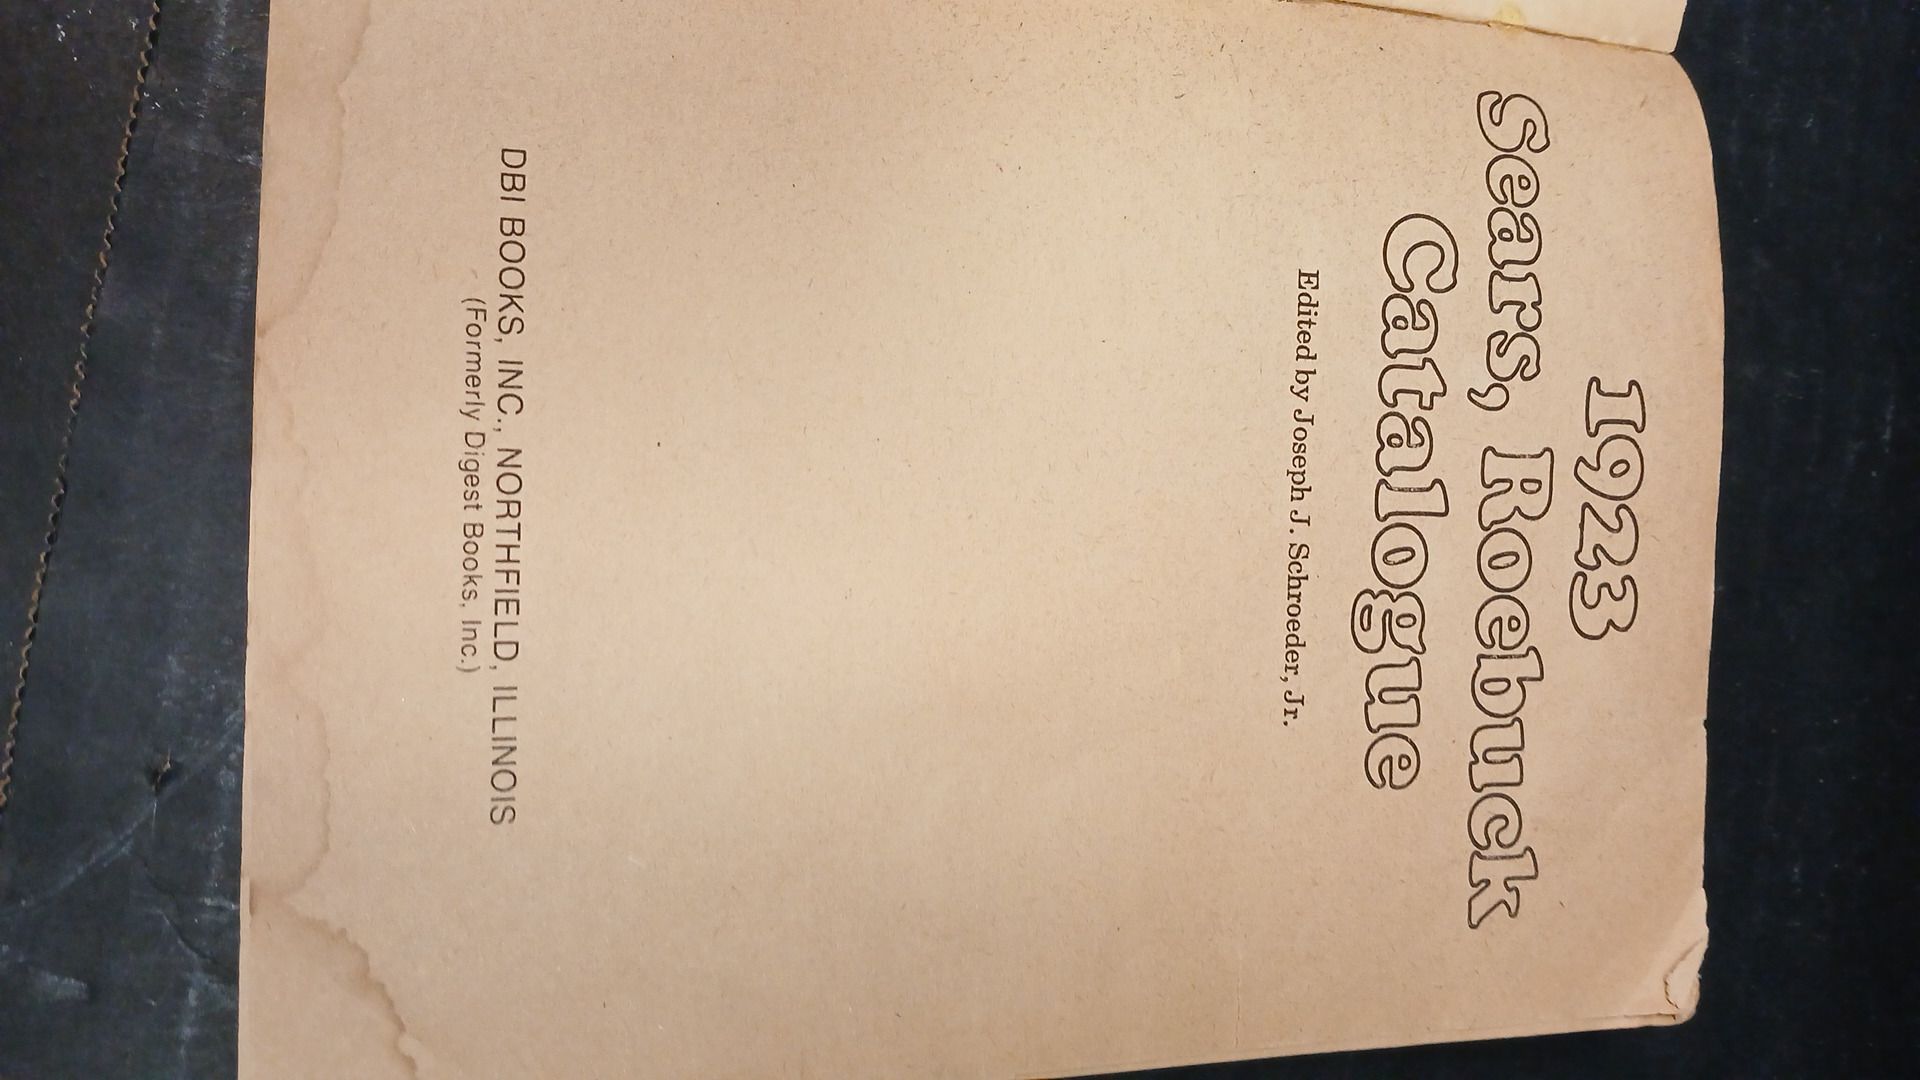 1923
Sears, Roebuck
Catalogue
Edited by Joseph J. Schroeder, Jr.
DBI BOOKS, INC., NORTHFIELD, ILLINOIS
(Formerly Digest Books, Inc.)